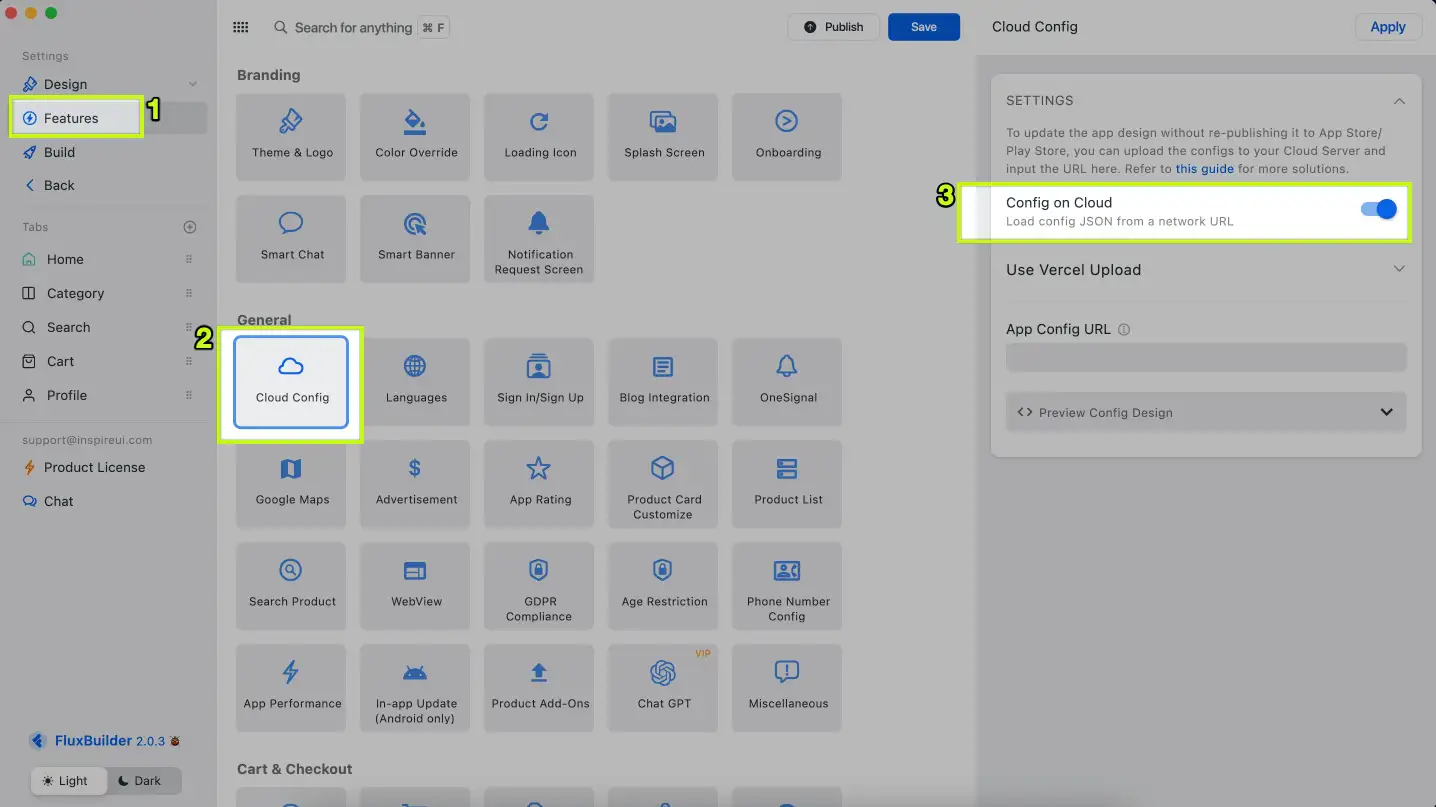 Search for anything
⌘ F
Publish
Save
Cloud Config
Apply
Settings
Design
Features
1
Build
Back
Tabs
Home
Category
Search
Cart
Profile
support@inspireui.com
Product License
Chat
FluxBuilder 2.0.3
Light
Dark
Branding
Theme & Logo
Color Override
Loading Icon
Splash Screen
Onboarding
Smart Chat
Smart Banner
Notification
Request Screen
General
2
Cloud Config
Languages
Sign In/Sign Up
Blog Integration
OneSignal
Google Maps
Advertisement
App Rating
Product Card
Customize
Product List
Search Product
WebView
GDPR
Compliance
Age Restriction
Phone Number
Config
App Performance
In-app Update
(Android only)
Product Add-Ons
VIP
Chat GPT
Miscellaneous
Cart & Checkout
SETTINGS
To update the app design without re-publishing it to App Store/
Play Store, you can upload the configs to your Cloud Server and
input the URL here. Refer to this guide for more solutions.
3
Config on Cloud
Load config JSON from a network URL
Use Vercel Upload
App Config URL
Preview Config Design